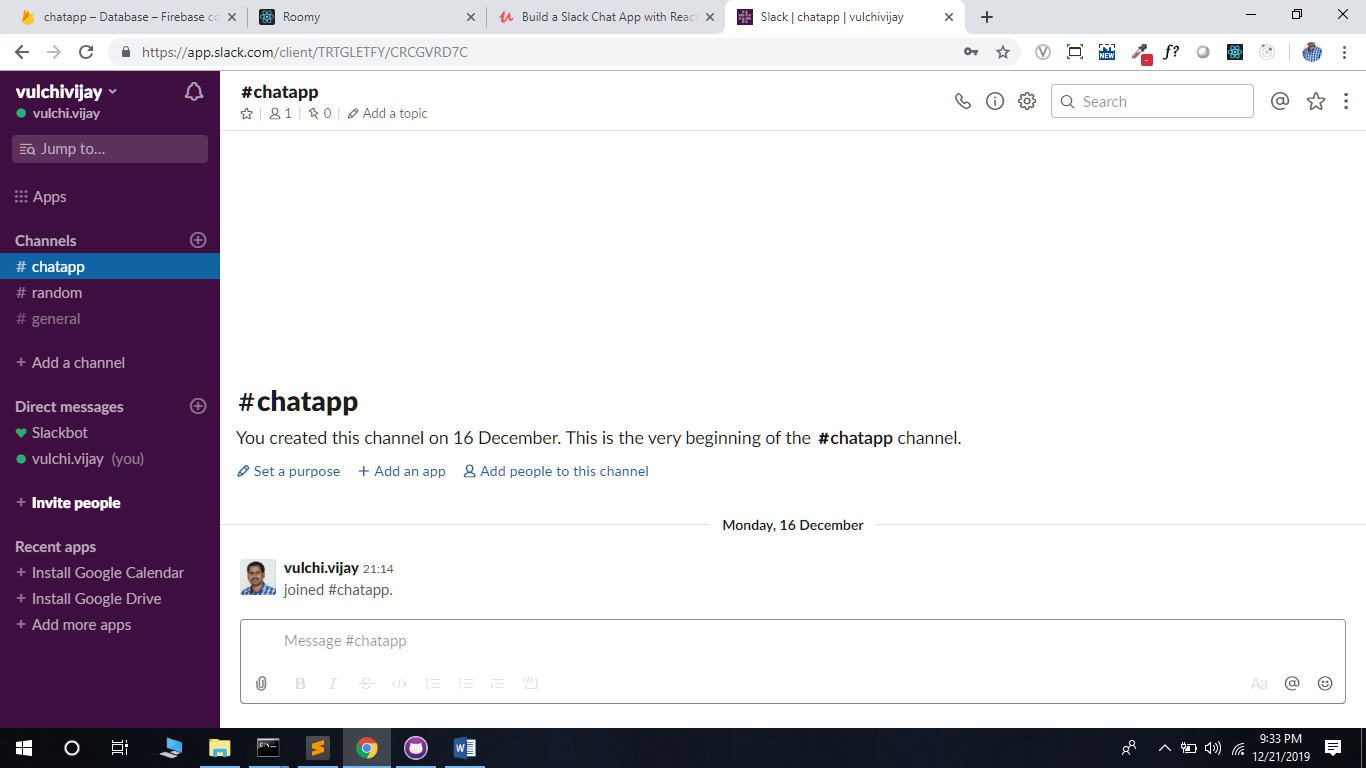 chatapp – Database – Firebase co
Roomy
Build a Slack Chat App with Reac
Slack | chatapp | vulchivijay
https://app.slack.com/client/TRTGLETFY/CRCGVRD7C
NEW
f?
vulchivijay
vulchi.vijay
Jump to...
Apps
Channels
# chatapp
# random
# general
+ Add a channel
Direct messages
Slackbot
vulchi.vijay (you)
+ Invite people
Recent apps
+ Install Google Calendar
+ Install Google Drive
+ Add more apps
#chatapp
1 | 0 | Add a topic
Search
#chatapp
You created this channel on 16 December. This is the very beginning of the #chatapp channel.
Set a purpose + Add an app Add people to this channel
Monday, 16 December
vulchi.vijay 21:14
joined #chatapp.
Message #chatapp
B I S </> Aa @
9:33 PM
12/21/2019